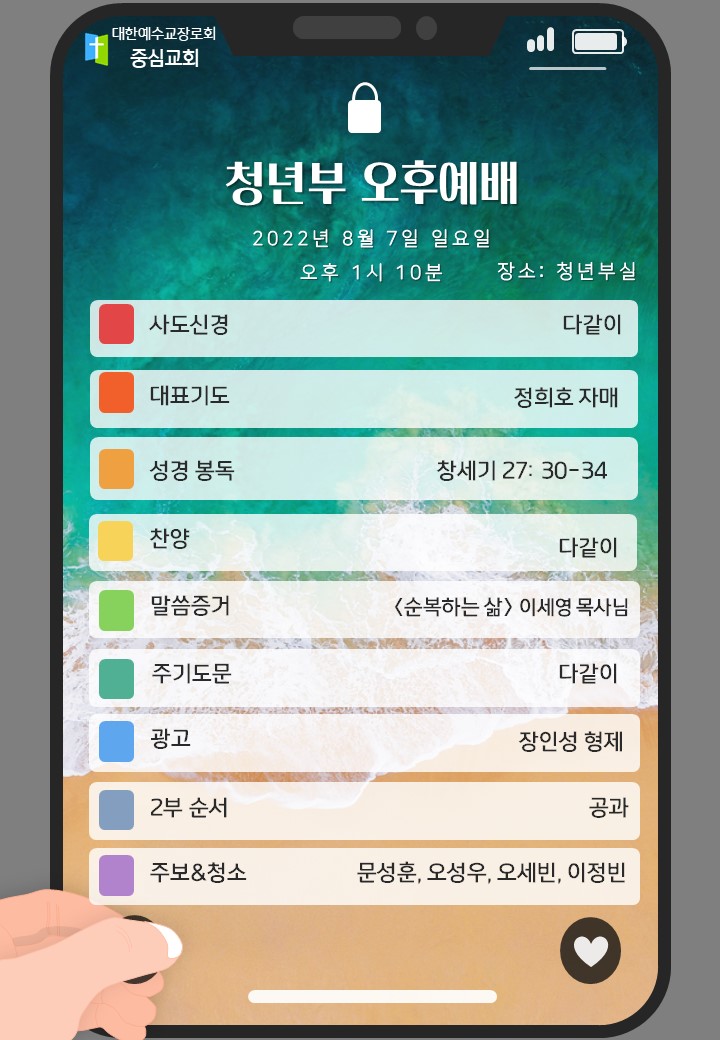 대한예수교장로회
중심교회
청년부 오후예배
2022년 8월 7일 일요일
오후 1시 10분 장소: 청년부실
사도신경 다같이
대표기도 정희호 자매
성경 봉독 창세기 27: 30-34
찬양 다같이
말씀증거 <순복하는 삶> 이세영 목사님
주기도문 다같이
광고 장인성 형제
2부 순서 공과
주보&청소 문성훈, 오성우, 오세빈, 이정빈